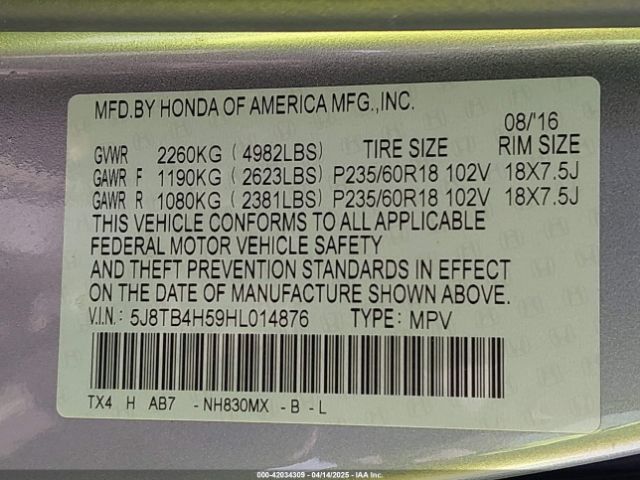 MFD.BY HONDA OF AMERICA MFG.,INC.
08/'16
GVWR 2260KG ( 4982LBS) TIRE SIZE RIM SIZE
GAWR F 1190KG ( 2623LBS) P235/60R18 102V 18X7.5J
GAWR R 1080KG ( 2381LBS) P235/60R18 102V 18X7.5J
THIS VEHICLE CONFORMS TO ALL APPLICABLE
FEDERAL MOTOR VEHICLE SAFETY
AND THEFT PREVENTION STANDARDS IN EFFECT
ON THE DATE OF MANUFACTURE SHOWN ABOVE.
V.I.N.: 5J8TB4H59HL014876 TYPE: MPV
TX4 H AB7 -NH830MX -B -L
000-42034309 - 04/14/2025 - IAA Inc.